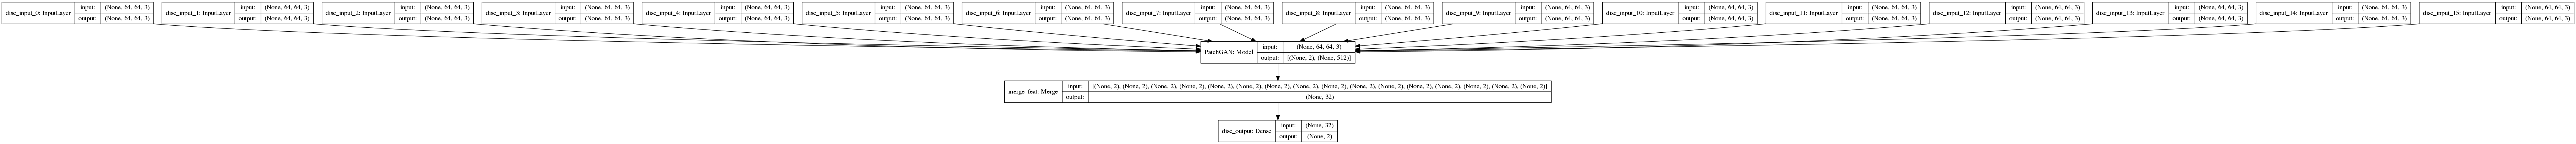 disc_input_0: InputLayer input: (None, 64, 64, 3) output: (None, 64, 64, 3)
disc_input_1: InputLayer input: (None, 64, 64, 3) output: (None, 64, 64, 3)
disc_input_2: InputLayer input: (None, 64, 64, 3) output: (None, 64, 64, 3)
disc_input_3: InputLayer input: (None, 64, 64, 3) output: (None, 64, 64, 3)
disc_input_4: InputLayer input: (None, 64, 64, 3) output: (None, 64, 64, 3)
disc_input_5: InputLayer input: (None, 64, 64, 3) output: (None, 64, 64, 3)
disc_input_6: InputLayer input: (None, 64, 64, 3) output: (None, 64, 64, 3)
disc_input_7: InputLayer input: (None, 64, 64, 3) output: (None, 64, 64, 3)
disc_input_8: InputLayer input: (None, 64, 64, 3) output: (None, 64, 64, 3)
disc_input_9: InputLayer input: (None, 64, 64, 3) output: (None, 64, 64, 3)
disc_input_10: InputLayer input: (None, 64, 64, 3) output: (None, 64, 64, 3)
disc_input_11: InputLayer input: (None, 64, 64, 3) output: (None, 64, 64, 3)
disc_input_12: InputLayer input: (None, 64, 64, 3) output: (None, 64, 64, 3)
disc_input_13: InputLayer input: (None, 64, 64, 3) output: (None, 64, 64, 3)
disc_input_14: InputLayer input: (None, 64, 64, 3) output: (None, 64, 64, 3)
disc_input_15: InputLayer input: (None, 64, 64, 3) output: (None, 64, 64, 3)
PatchGAN: Model input: (None, 64, 64, 3) output: [(None, 2), (None, 512)]
merge_feat: Merge input: [(None, 2), (None, 2), (None, 2), (None, 2), (None, 2), (None, 2), (None, 2), (None, 2), (None, 2), (None, 2), (None, 2), (None, 2), (None, 2), (None, 2), (None, 2), (None, 2)] output: (None, 32)
disc_output: Dense input: (None, 32) output: (None, 2)